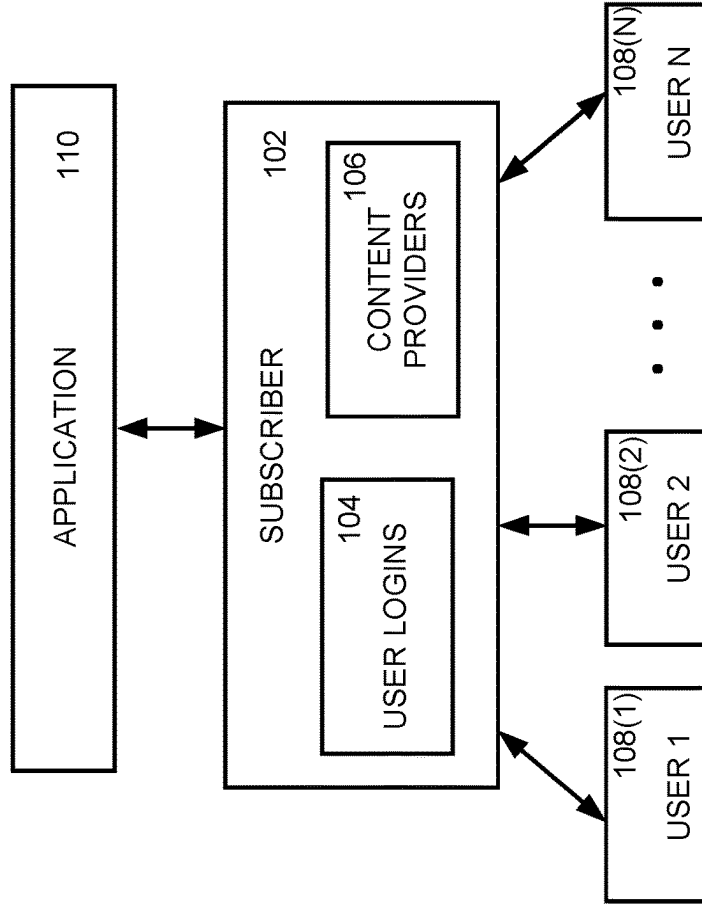 APPLICATION 110
SUBSCRIBER 102
USER LOGINS 104
CONTENT 106
PROVIDERS
108(1)
USER 1
108(2)
USER 2
108(N)
USER N